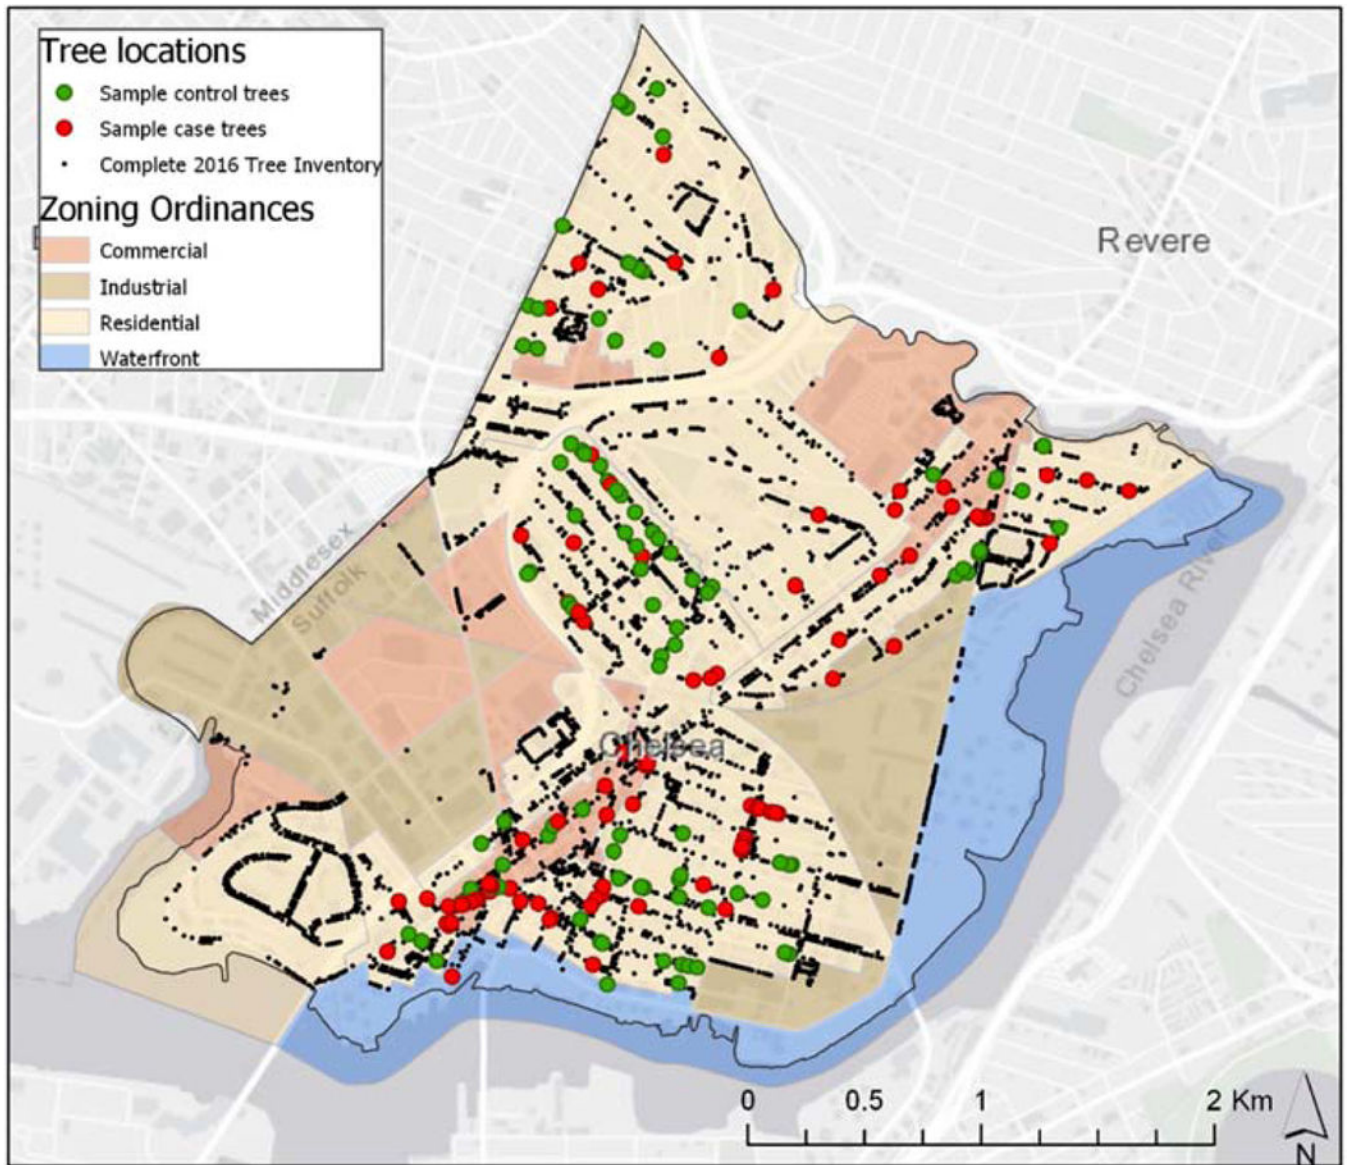 Tree locations
Sample control trees
Sample case trees
Complete 2016 Tree Inventory
Zoning Ordinances
Commercial
Industrial
Residential
Waterfront
Revere
Middlesex
Suffolk
Chelsea River
Chelsea
0 0.5 1 2 Km
N